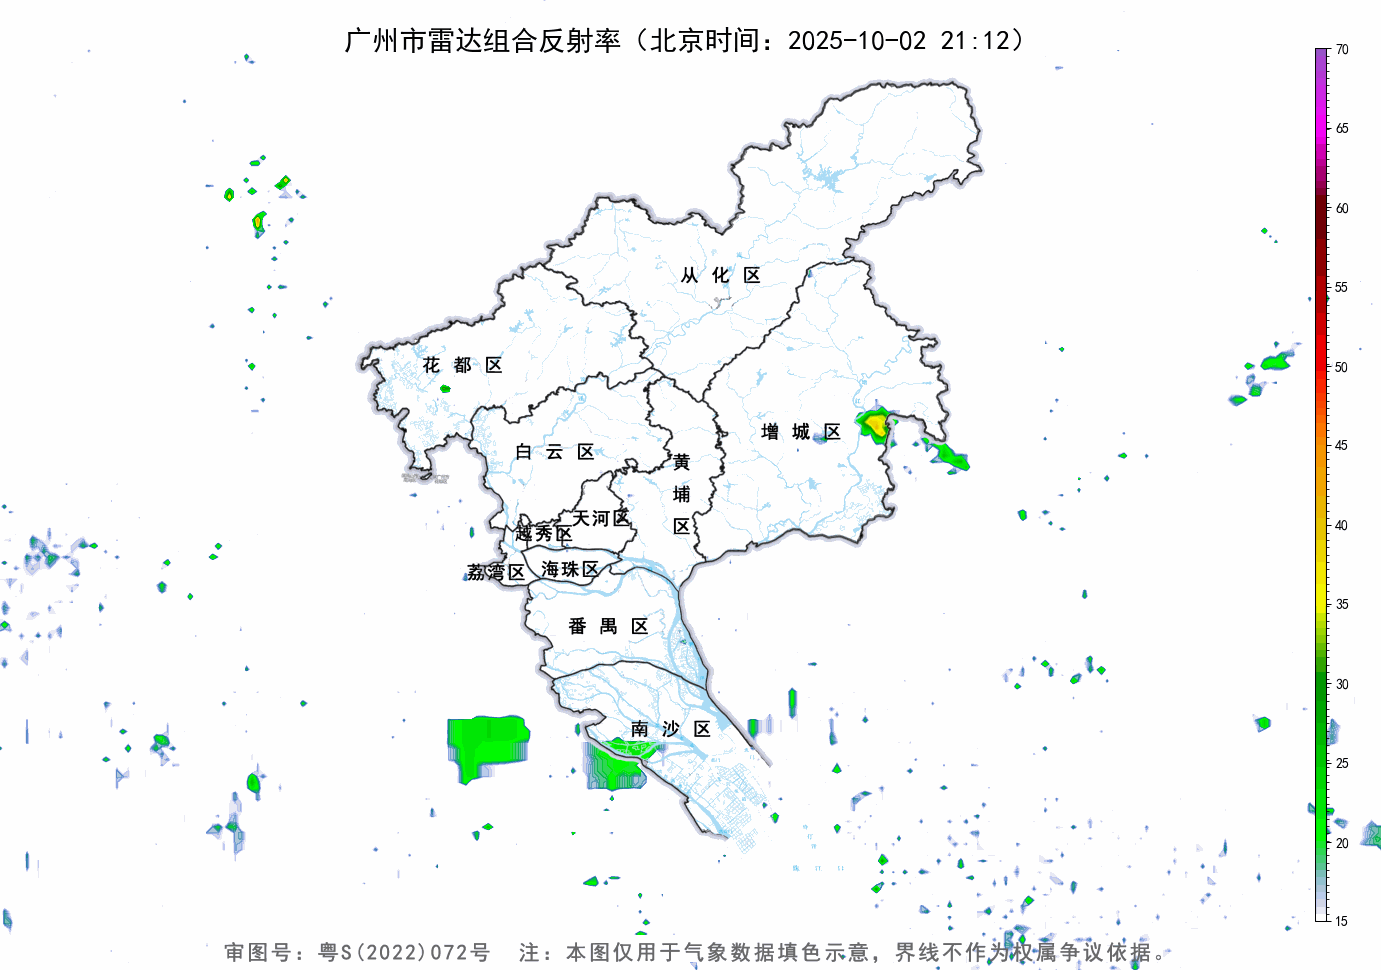 广州市雷达组合反射率（北京时间：2025-10-02 21:12）
70
65
60
55
50
45
40
35
30
25
20
15
从化区
花都区
增城区
白云区
黄埔区
天河区
越秀区
荔湾区
海珠区
番禺区
南沙区
审图号：粤S(2022)072号 注：本图仅用于气象数据填色示意，界线不作为权属争议依据。